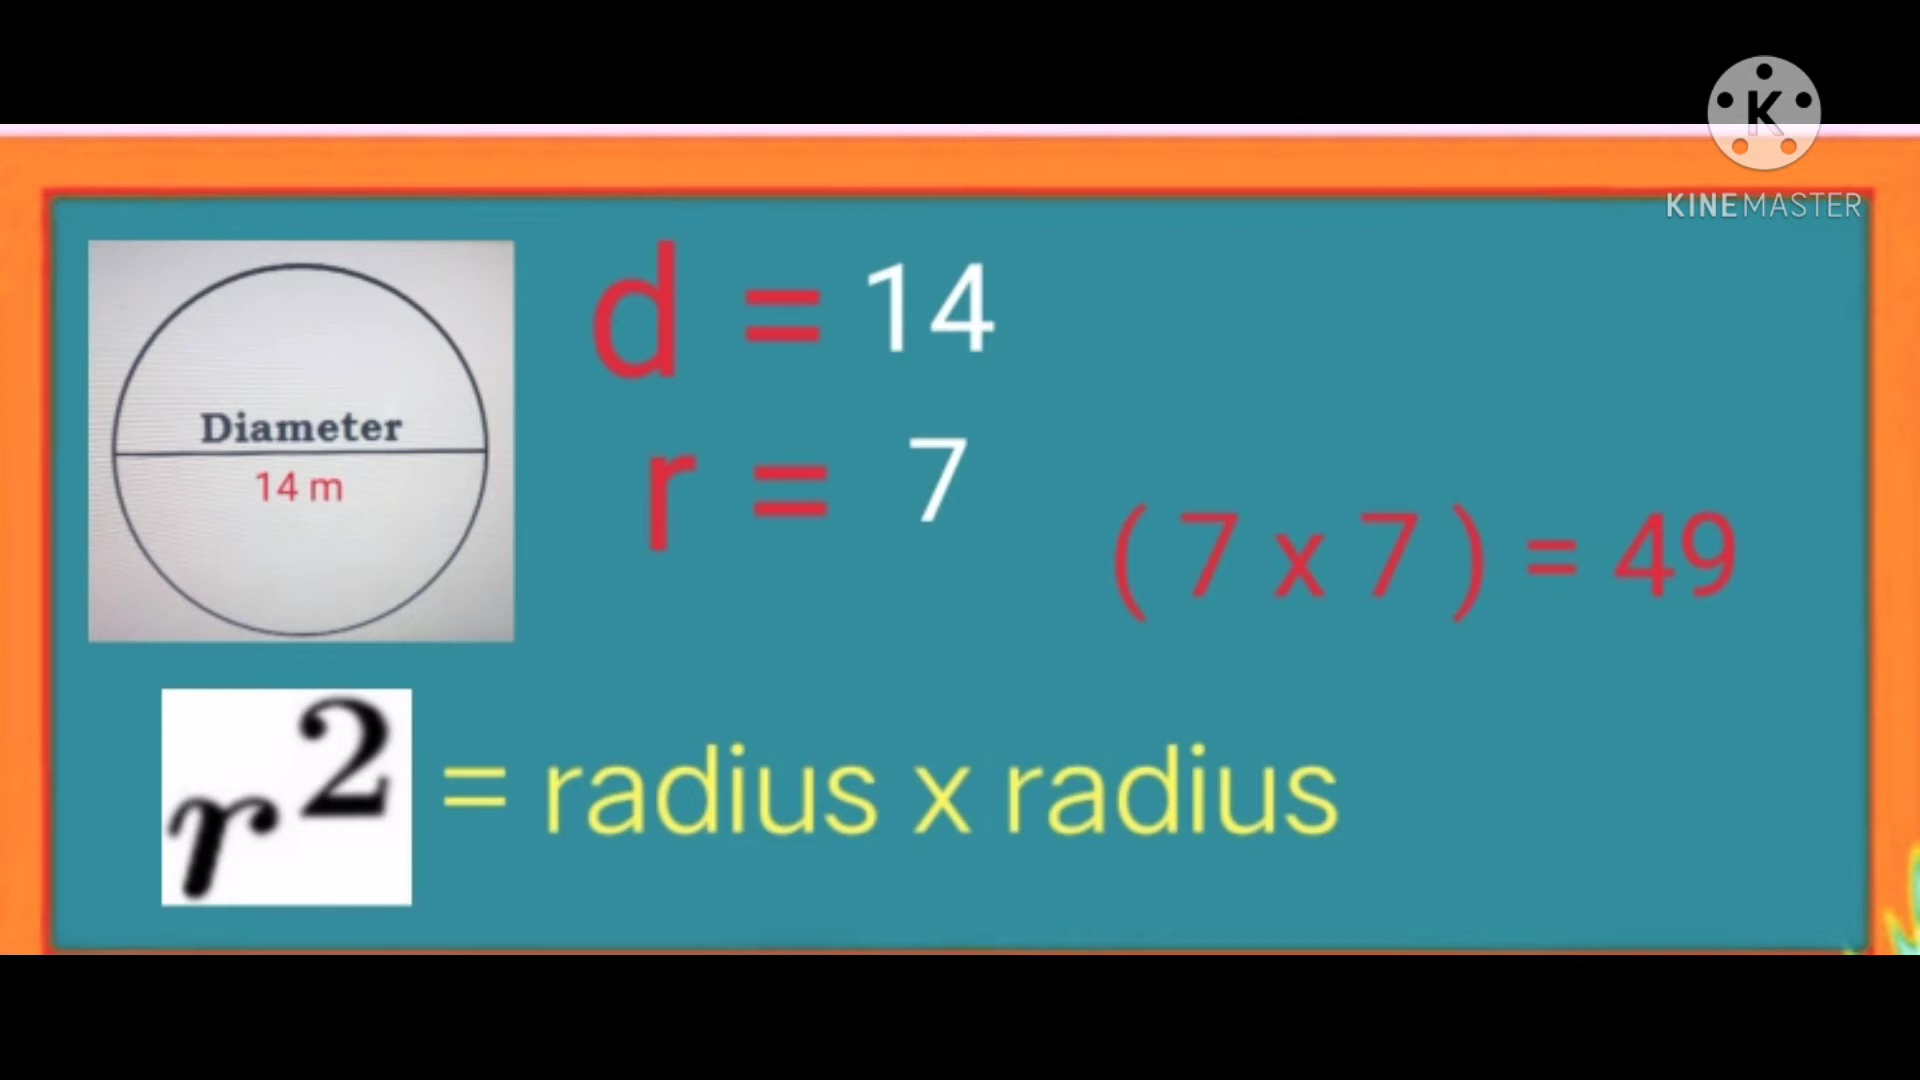 KINEMASTER
d = 14
Diameter
14 m
r = 7
( 7 x 7 ) = 49
r² = radius x radius